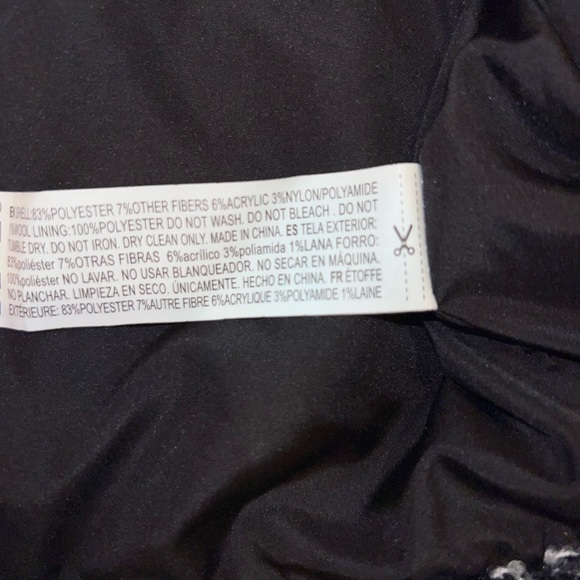 SHELL:83%POLYESTER 7%OTHER FIBERS 6%ACRYLIC 3%NYLON/POLYAMIDE
1%WOOL LINING:100%POLYESTER DO NOT WASH. DO NOT BLEACH . DO NOT
TUMBLE DRY. DO NOT IRON. DRY CLEAN ONLY. MADE IN CHINA. ES TELA EXTERIOR:
83%poliéster 7%OTRAS FIBRAS 6%acrílico 3%poliamida 1%LANA FORRO:
100%poliéster NO LAVAR. NO USAR BLANQUEADOR. NO SECAR EN MÁQUINA.
NO PLANCHAR. LIMPIEZA EN SECO. ÚNICAMENTE. HECHO EN CHINA. FR ÉTOFFE
EXTÉRIEURE: 83%POLYESTER 7%AUTRE FIBRE 6%ACRYLIQUE 3%POLYAMIDE 1%LAINE